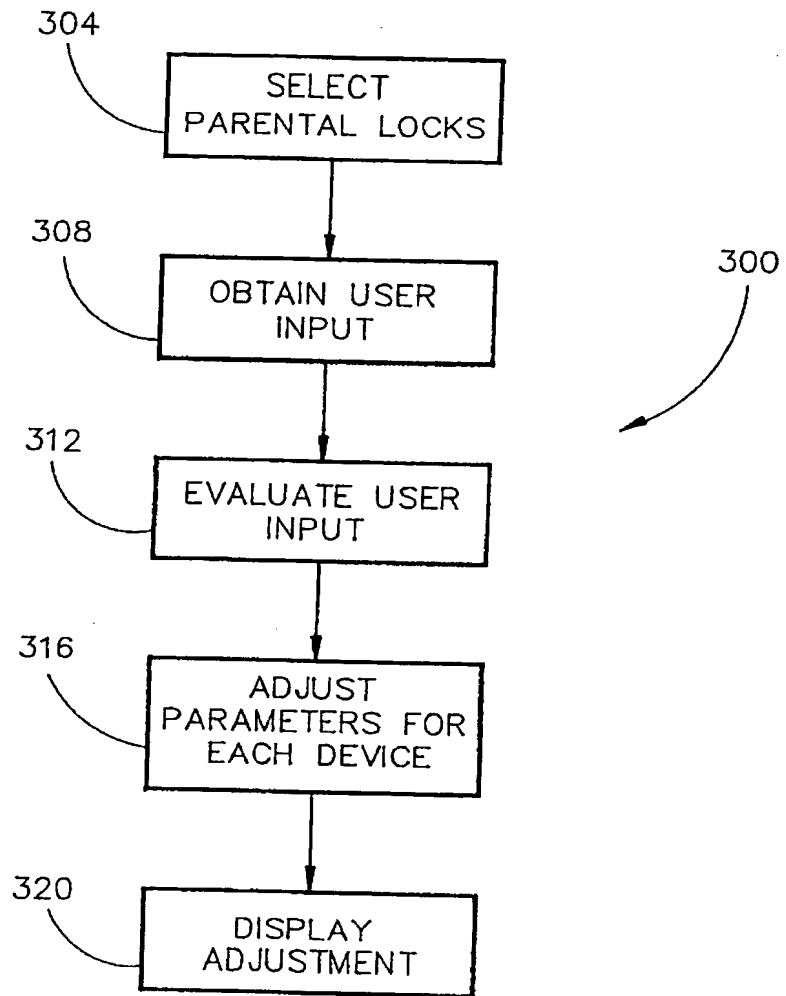 304
SELECT
PARENTAL LOCKS
308
OBTAIN USER
INPUT
300
312
EVALUATE USER
INPUT
316
ADJUST
PARAMETERS FOR
EACH DEVICE
320
DISPLAY
ADJUSTMENT